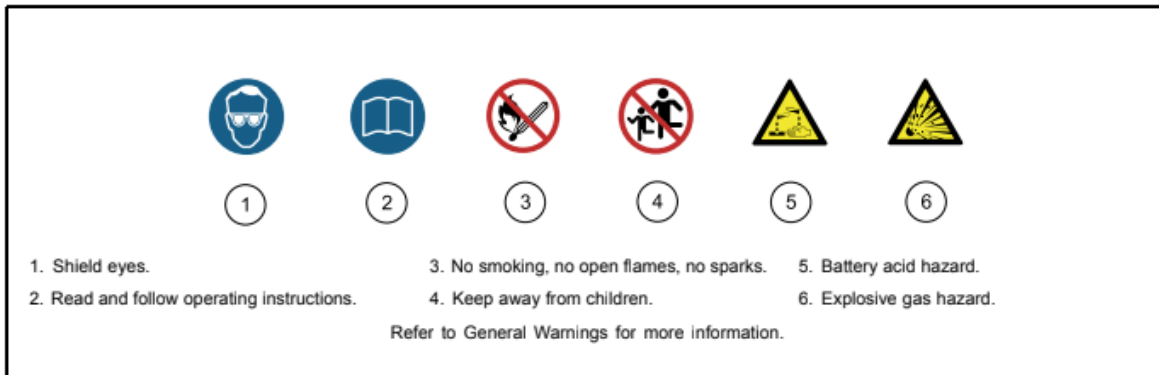 1 2 3 4 5 6
1. Shield eyes.
2. Read and follow operating instructions.
3. No smoking, no open flames, no sparks.
4. Keep away from children.
5. Battery acid hazard.
6. Explosive gas hazard.
Refer to General Warnings for more information.